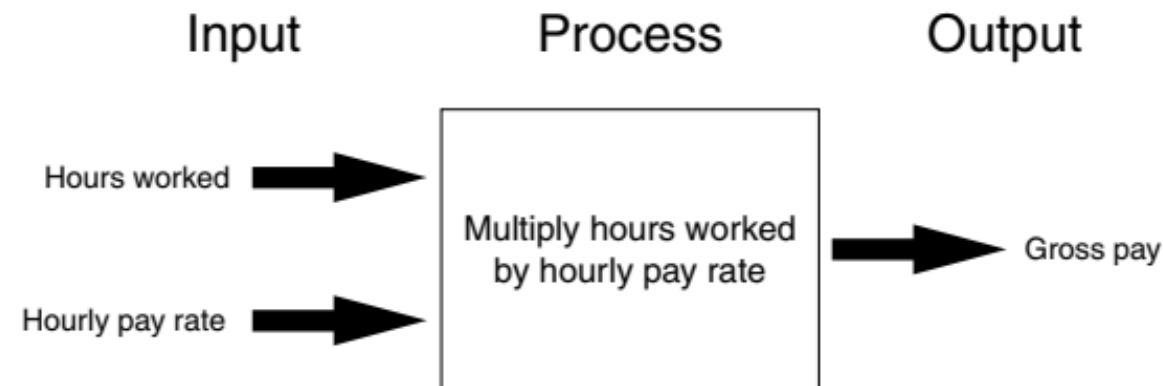 Input
Process
Output
Hours worked
Hourly pay rate
Multiply hours worked
by hourly pay rate
Gross pay